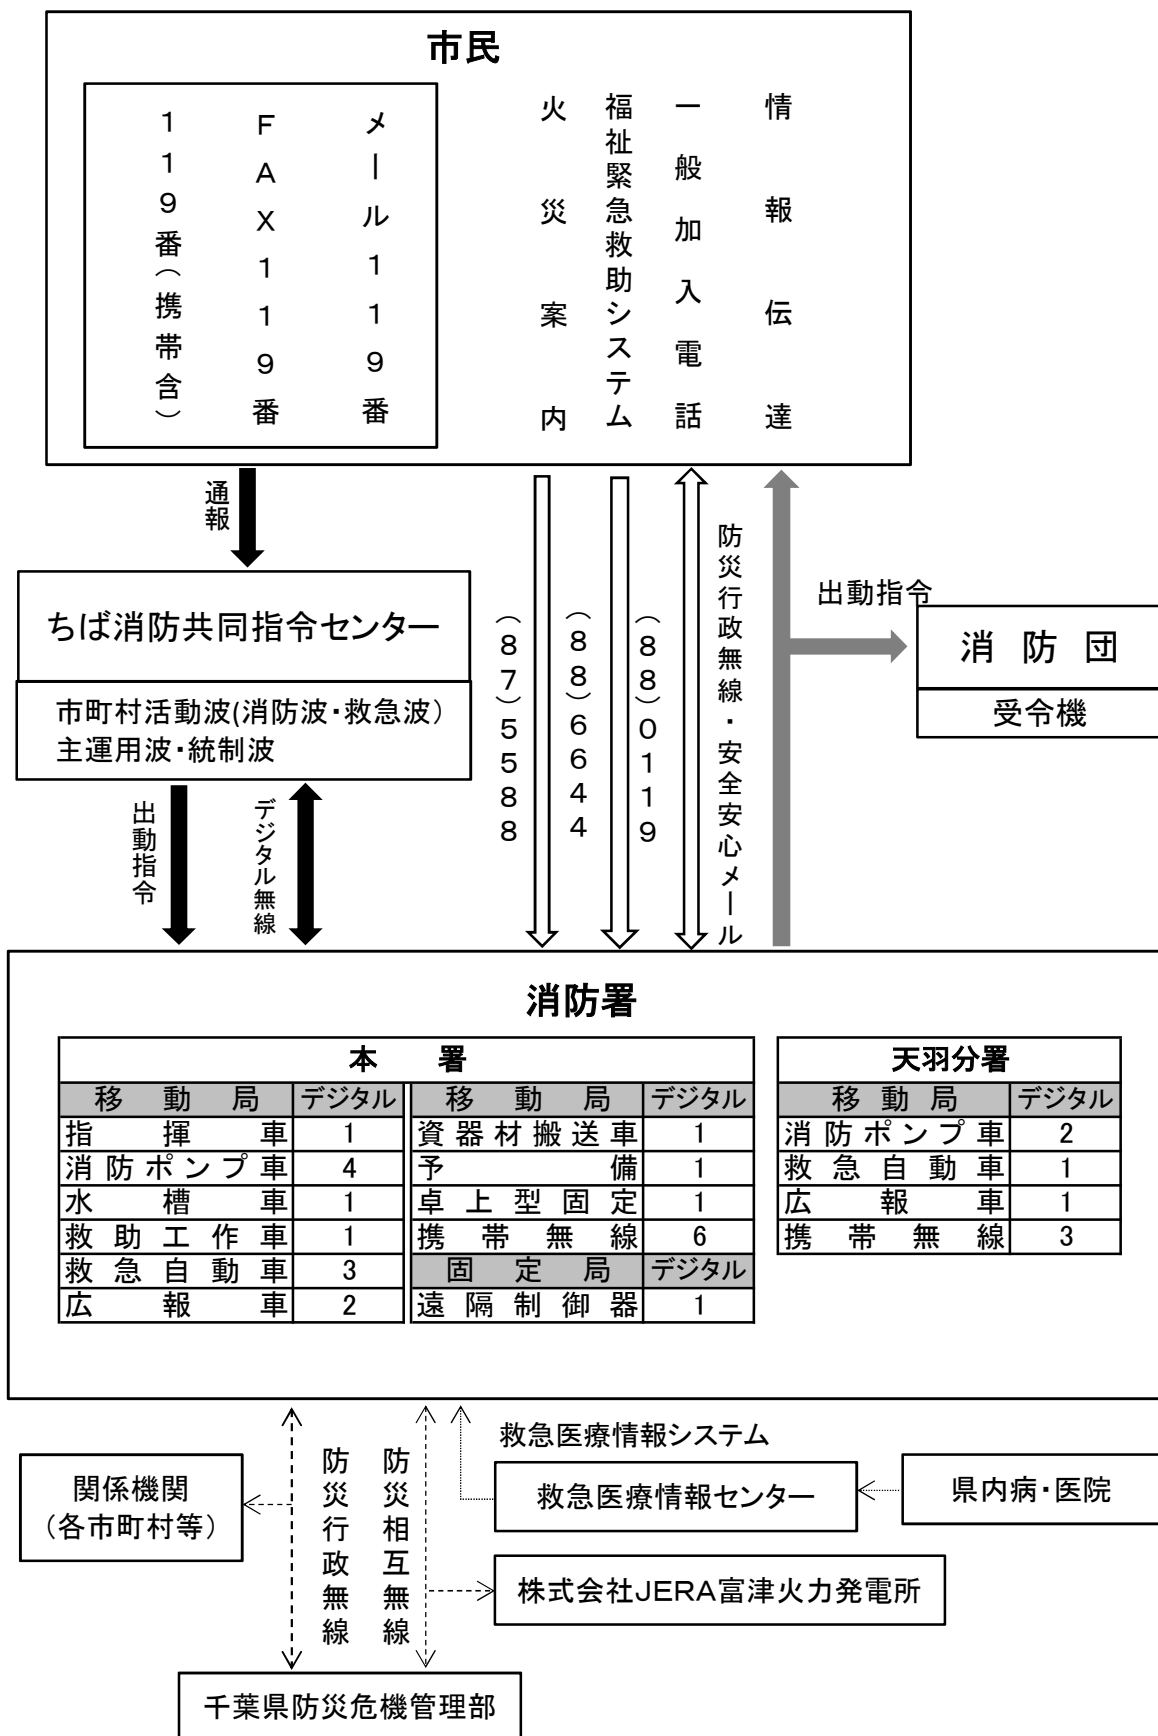 市民
119番(携帯含)
FAX119番
メール119番
火災案内
福祉緊急救助システム
一般加入電話
情報伝達
通報
ちば消防共同指令センター
市町村活動波(消防波・救急波)
主運用波・統制波
出動指令
デジタル無線
(87)5588
(88)6644
(88)0119
防災行政無線・安全安心メール
出動指令
消防団
受令機
消防署
本署
移動局 デジタル 移動局 デジタル
指揮車 1 資器材搬送車 1
消防ポンプ車 4 予備 1
水槽車 1 卓上型固定 1
救助工作車 1 携帯無線 6
救急自動車 3 固定局 デジタル
広報車 2 遠隔制御器 1
天羽分署
移動局 デジタル
消防ポンプ車 2
救急自動車 1
広報車 1
携帯無線 3
関係機関
(各市町村等)
防災行政無線
防災相互無線
救急医療情報システム
救急医療情報センター
県内病・医院
株式会社JERA富津火力発電所
千葉県防災危機管理部